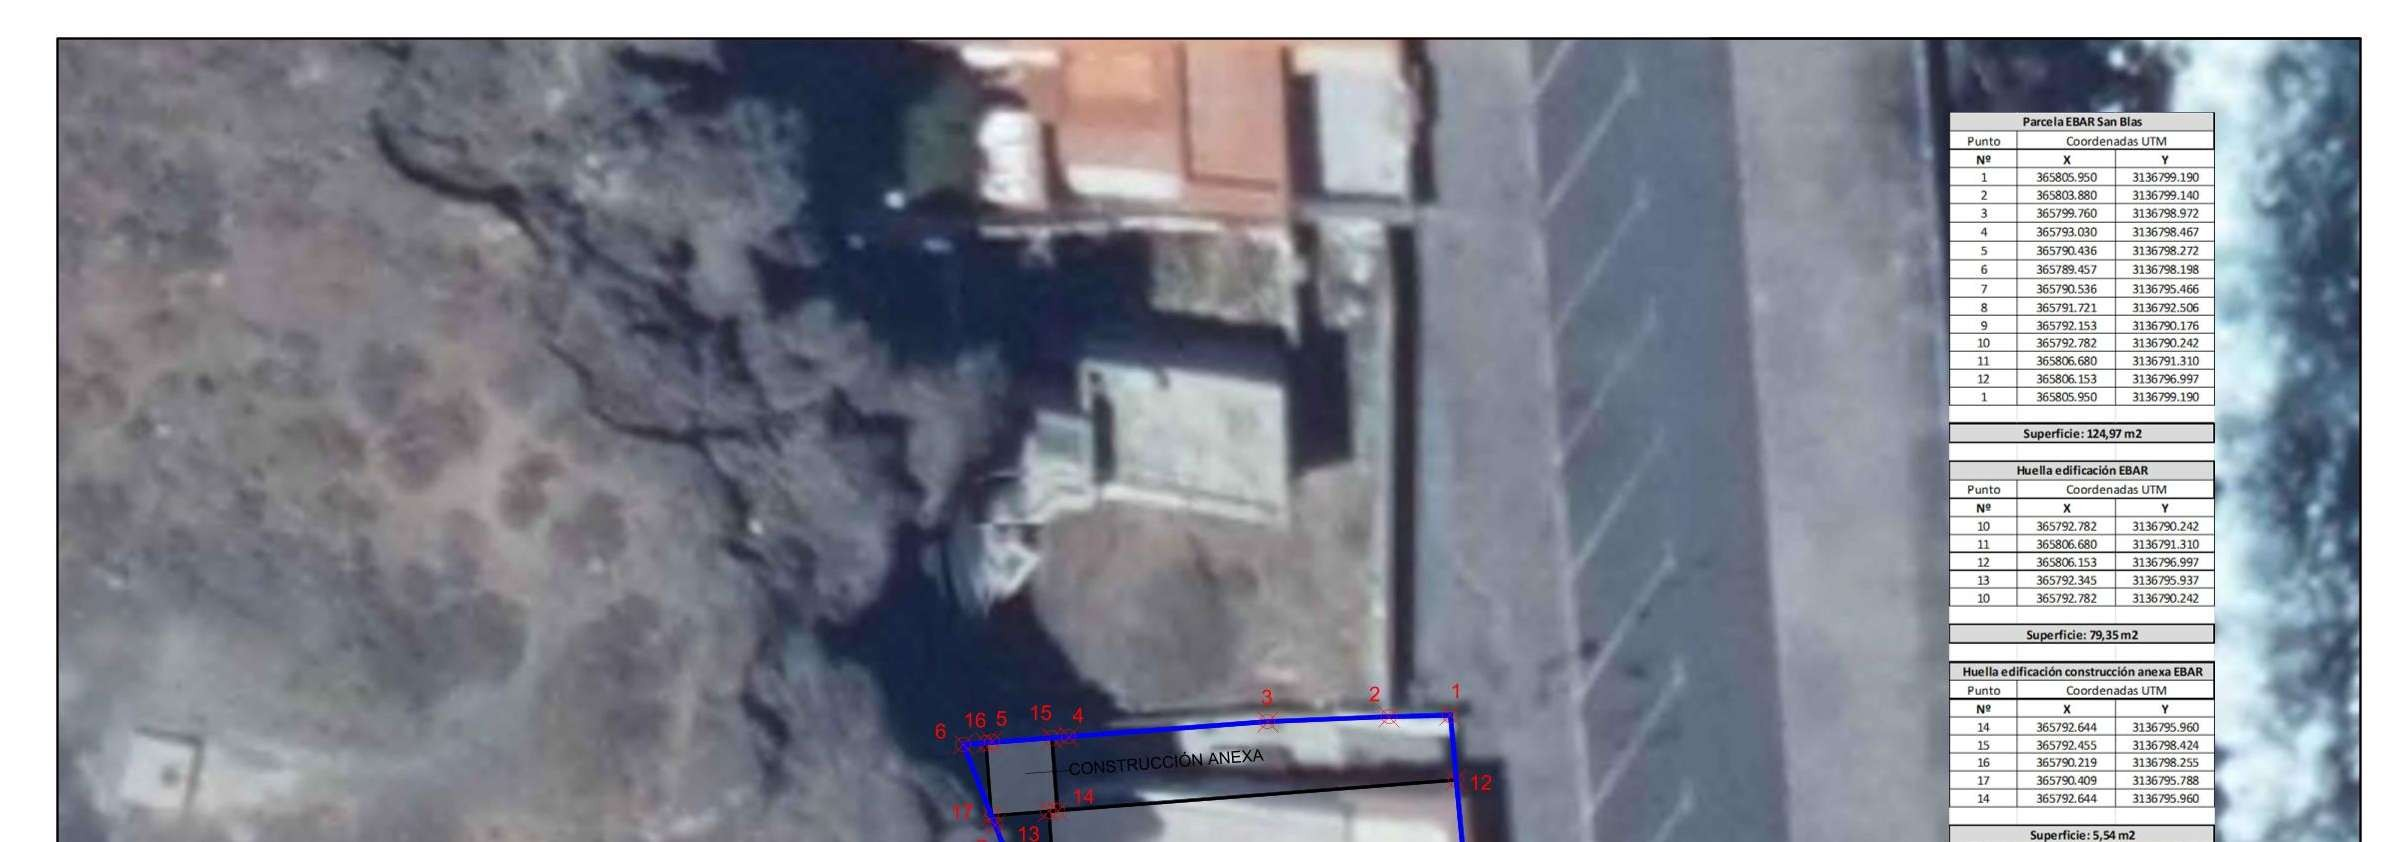 Parcela EBAR San Blas
Punto Coordenadas UTM
Nº X Y
1 365805.950 3136799.190
2 365803.880 3136799.140
3 365799.760 3136798.972
4 365793.030 3136798.467
5 365790.436 3136798.272
6 365789.457 3136798.198
7 365790.536 3136795.466
8 365791.721 3136792.506
9 365792.153 3136790.176
10 365792.782 3136790.242
11 365806.680 3136791.310
12 365806.153 3136796.997
1 365805.950 3136799.190
Superficie: 124,97 m2
Huella edificación EBAR
Punto Coordenadas UTM
Nº X Y
10 365792.782 3136790.242
11 365806.680 3136791.310
12 365806.153 3136796.997
13 365792.345 3136795.937
10 365792.782 3136790.242
Superficie: 79,35 m2
Huella edificación construcción anexa EBAR
Punto Coordenadas UTM
Nº X Y
14 365792.644 3136795.960
15 365792.455 3136798.424
16 365790.219 3136798.255
17 365790.409 3136795.788
14 365792.644 3136795.960
Superficie: 5,54 m2
6 16 5 15 4 3 2 1
CONSTRUCCIÓN ANEXA
12
17 14
13